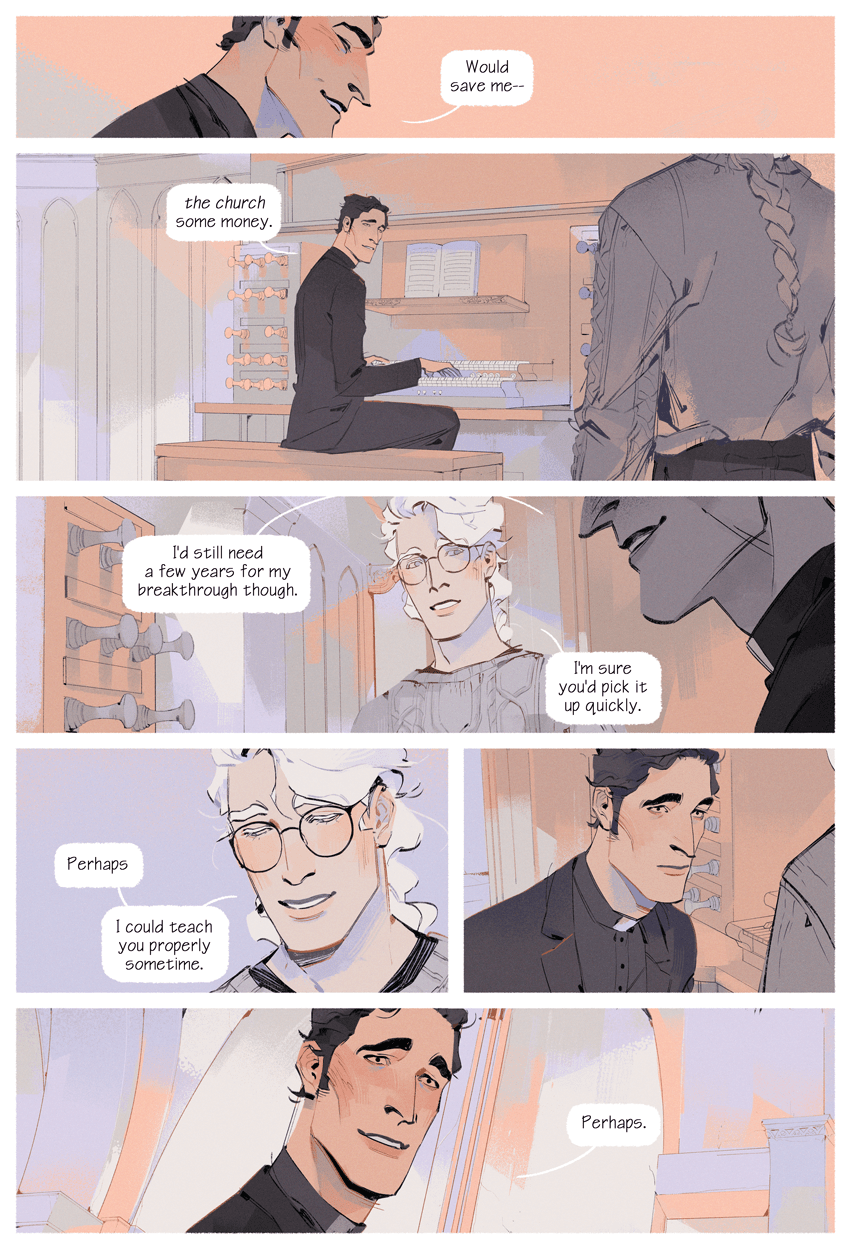 Would
save me--
the church
some money.
I'd still need
a few years for my
breakthrough though.
I'm sure
you'd pick it
up quickly.
Perhaps
I could teach
you properly
sometime.
Perhaps.